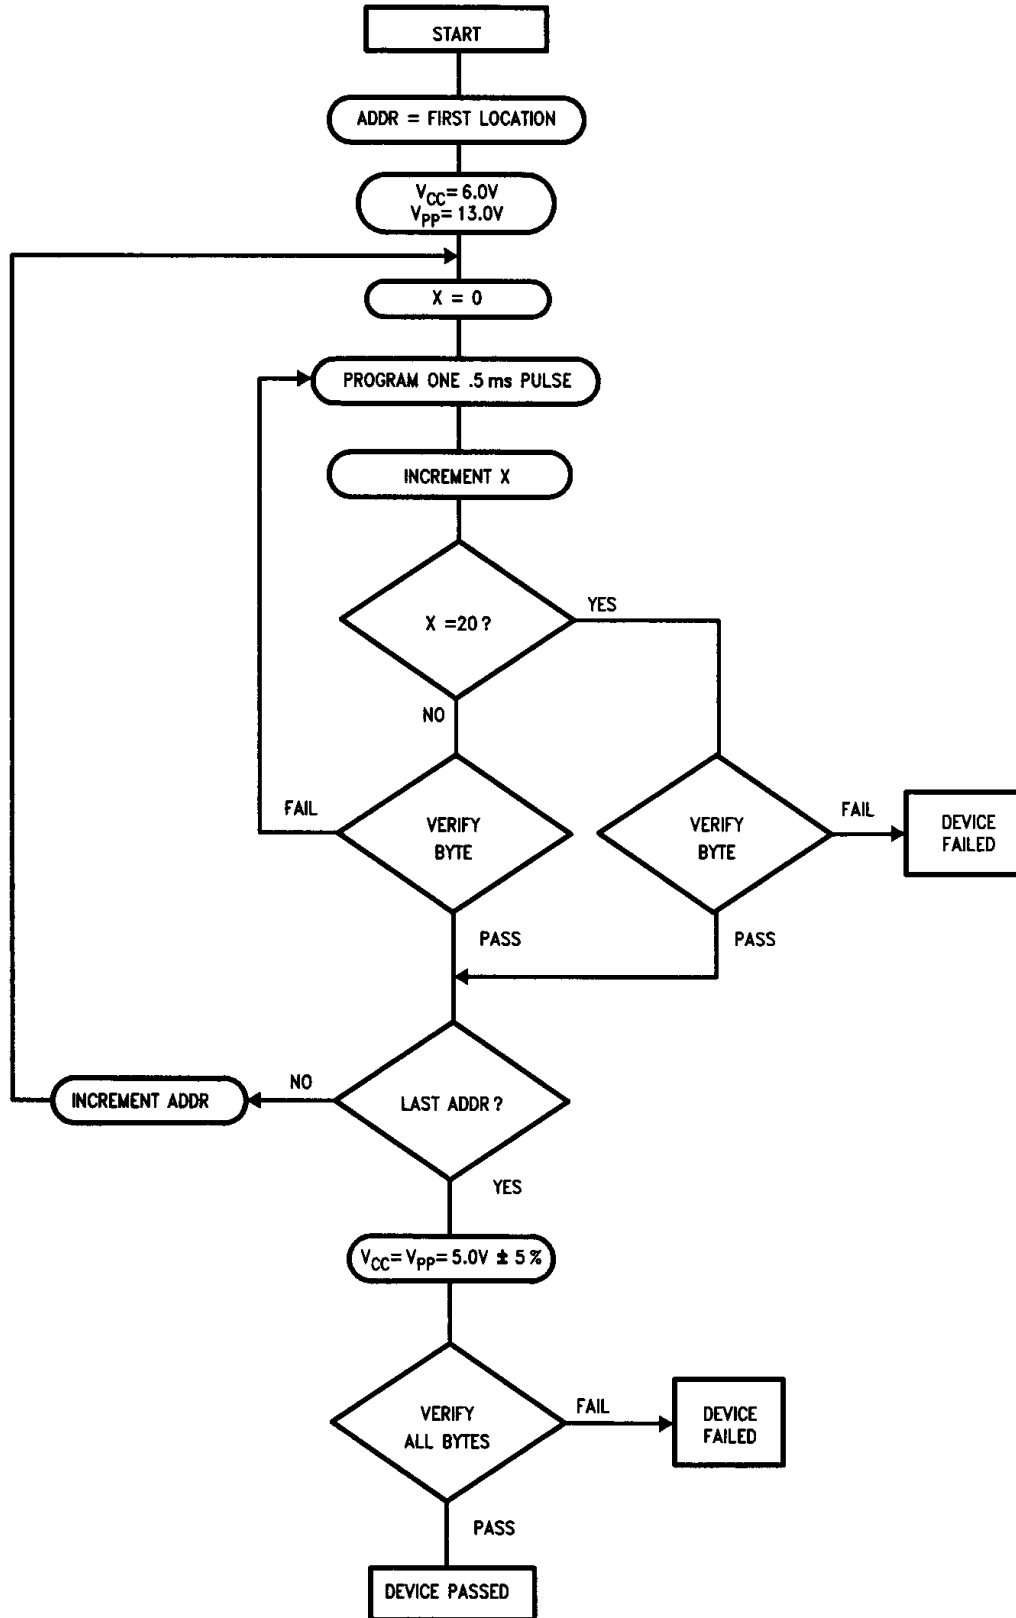 START
ADDR = FIRST LOCATION
VCC= 6.0V
VPP= 13.0V
X = 0
PROGRAM ONE .5 ms PULSE
INCREMENT X
X =20 ?
YES
NO
FAIL
VERIFY
BYTE
VERIFY
BYTE
FAIL
DEVICE
FAILED
PASS
PASS
NO
INCREMENT ADDR
LAST ADDR ?
YES
VCC= VPP= 5.0V ± 5 %
VERIFY
ALL BYTES
FAIL
DEVICE
FAILED
PASS
DEVICE PASSED